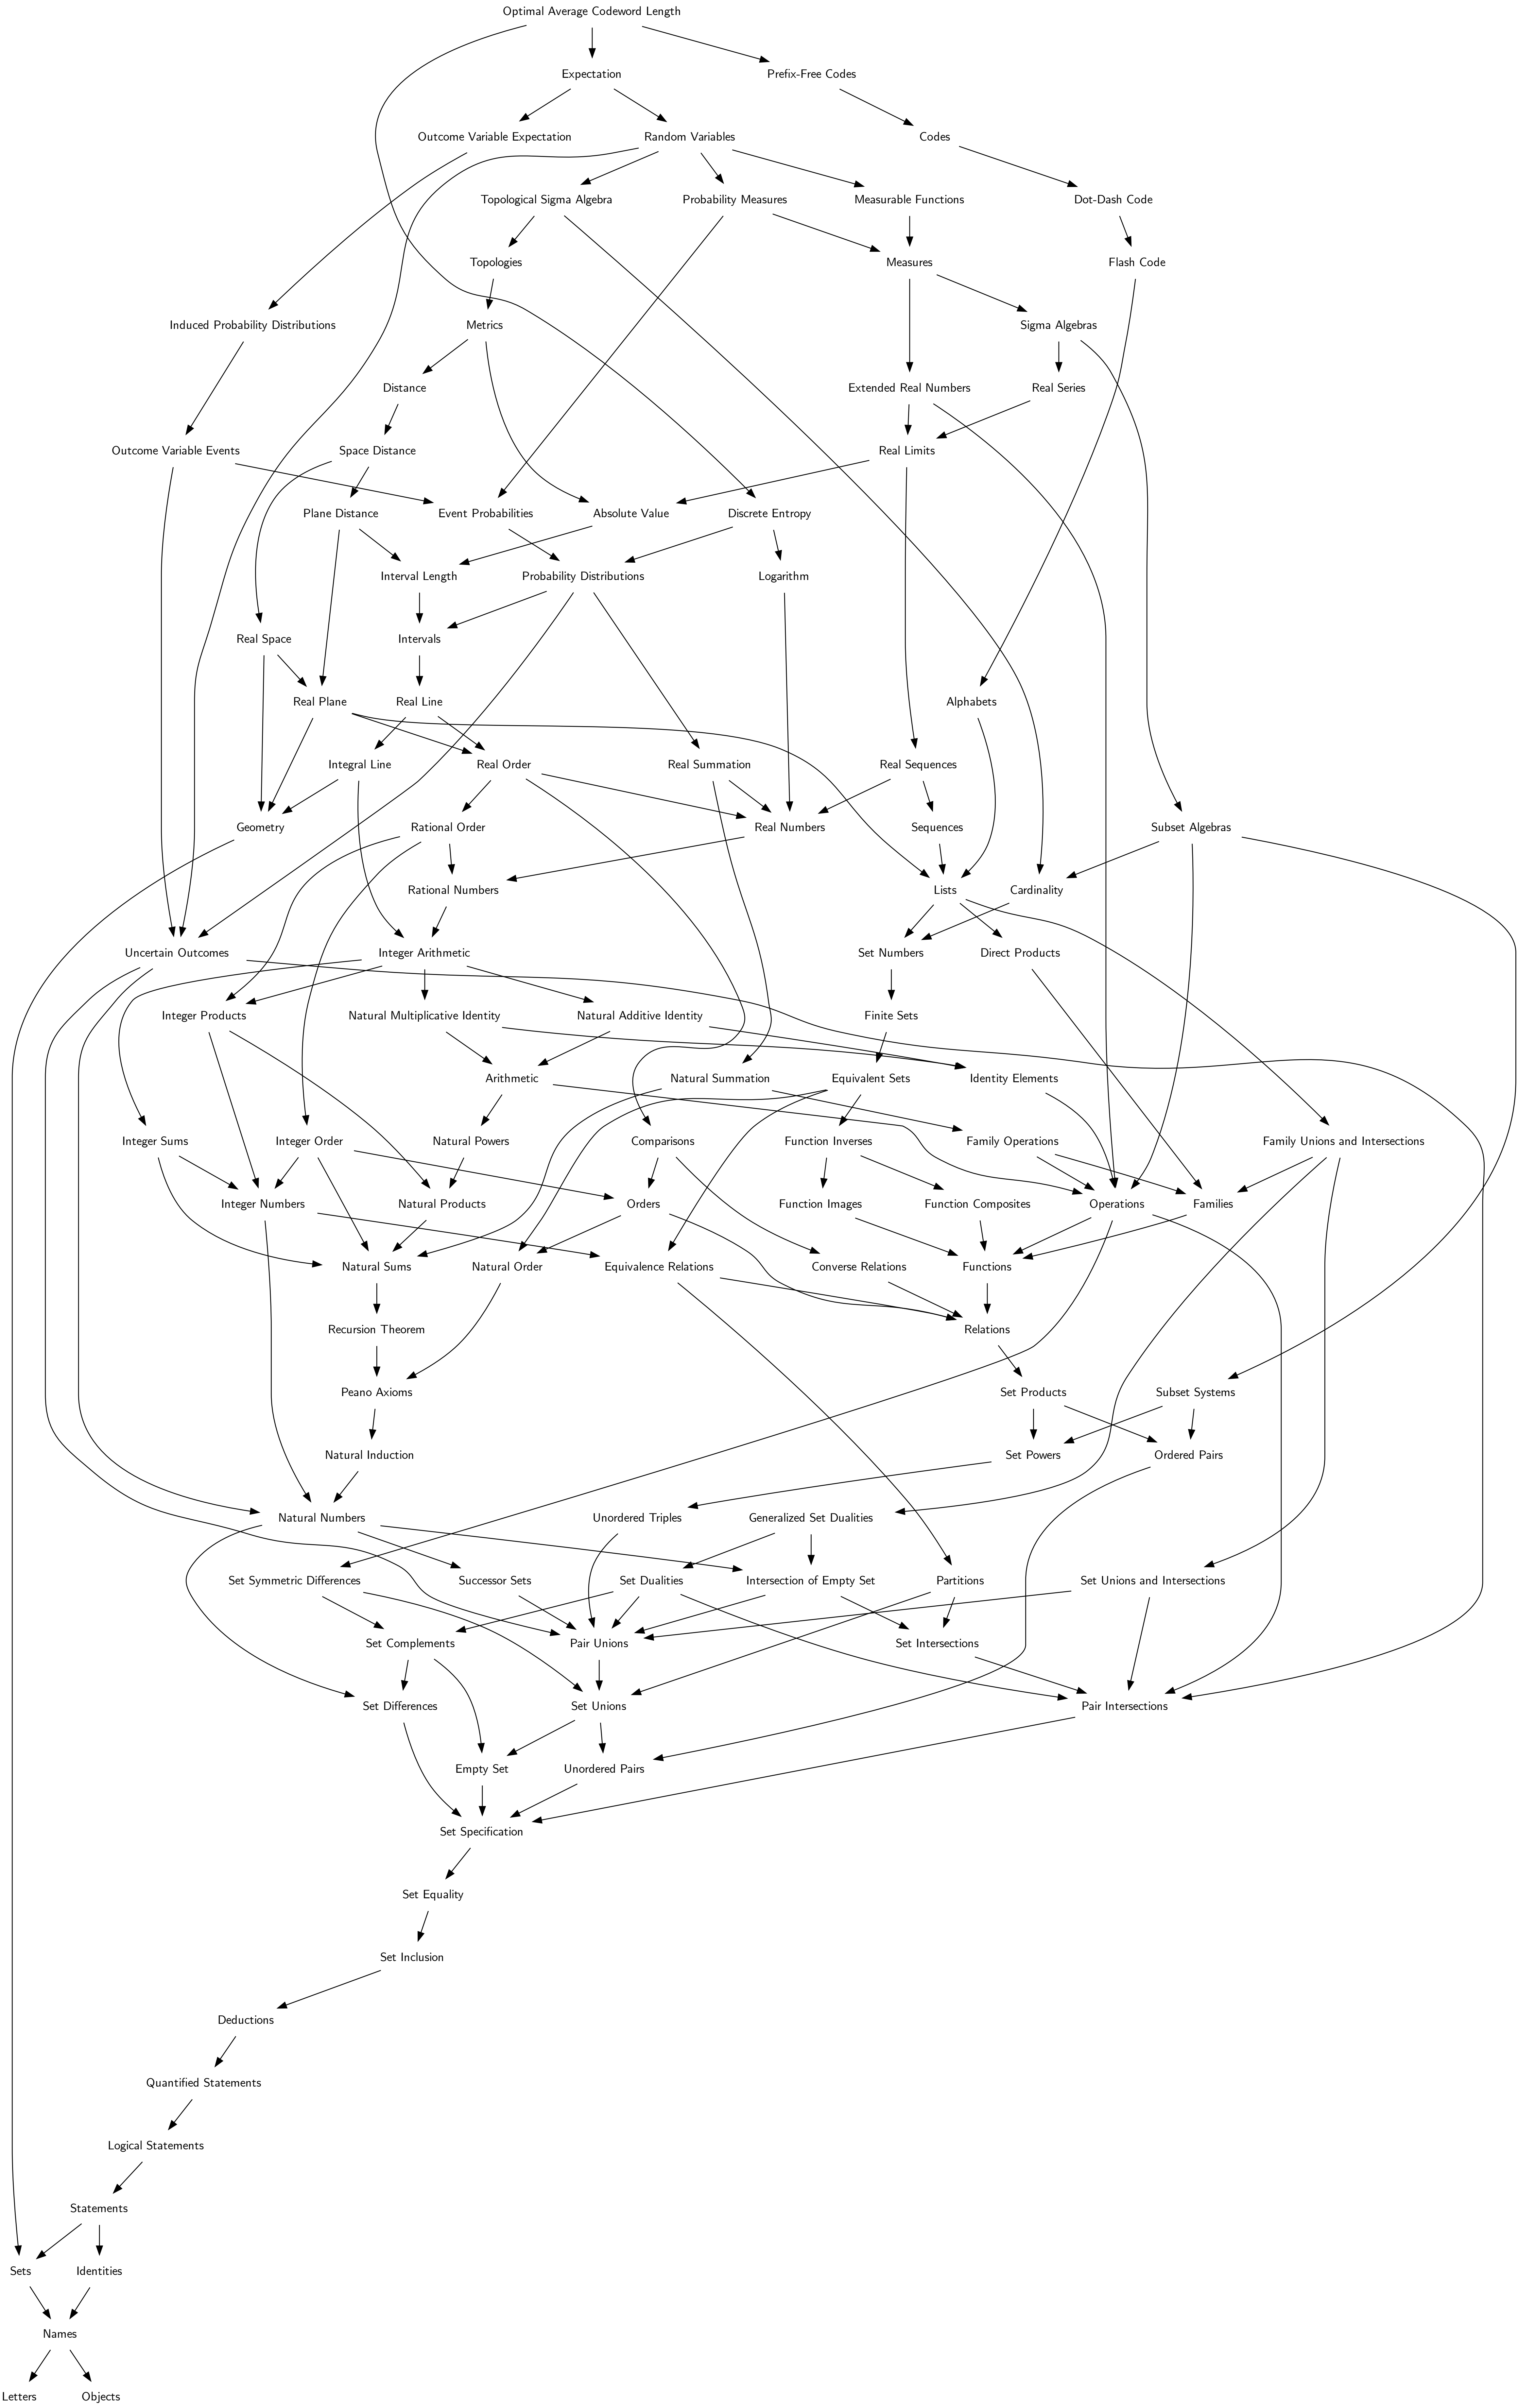 Optimal Average Codeword Length
Expectation
Prefix-Free Codes
Outcome Variable Expectation
Random Variables
Codes
Topological Sigma Algebra
Probability Measures
Measurable Functions
Dot-Dash Code
Topologies
Measures
Flash Code
Induced Probability Distributions
Metrics
Sigma Algebras
Distance
Extended Real Numbers
Real Series
Outcome Variable Events
Space Distance
Real Limits
Plane Distance
Event Probabilities
Absolute Value
Discrete Entropy
Interval Length
Probability Distributions
Logarithm
Real Space
Intervals
Real Plane
Real Line
Alphabets
Integral Line
Real Order
Real Summation
Real Sequences
Geometry
Rational Order
Real Numbers
Sequences
Subset Algebras
Rational Numbers
Lists
Cardinality
Uncertain Outcomes
Integer Arithmetic
Set Numbers
Direct Products
Integer Products
Natural Multiplicative Identity
Natural Additive Identity
Finite Sets
Arithmetic
Natural Summation
Equivalent Sets
Identity Elements
Integer Sums
Integer Order
Natural Powers
Comparisons
Function Inverses
Family Operations
Family Unions and Intersections
Integer Numbers
Natural Products
Orders
Function Images
Function Composites
Operations
Families
Natural Sums
Natural Order
Equivalence Relations
Converse Relations
Functions
Recursion Theorem
Relations
Peano Axioms
Set Products
Subset Systems
Natural Induction
Set Powers
Ordered Pairs
Natural Numbers
Unordered Triples
Generalized Set Dualities
Set Symmetric Differences
Successor Sets
Set Dualities
Intersection of Empty Set
Partitions
Set Unions and Intersections
Set Complements
Pair Unions
Set Intersections
Set Differences
Set Unions
Pair Intersections
Empty Set
Unordered Pairs
Set Specification
Set Equality
Set Inclusion
Deductions
Quantified Statements
Logical Statements
Statements
Sets
Identities
Names
Letters
Objects